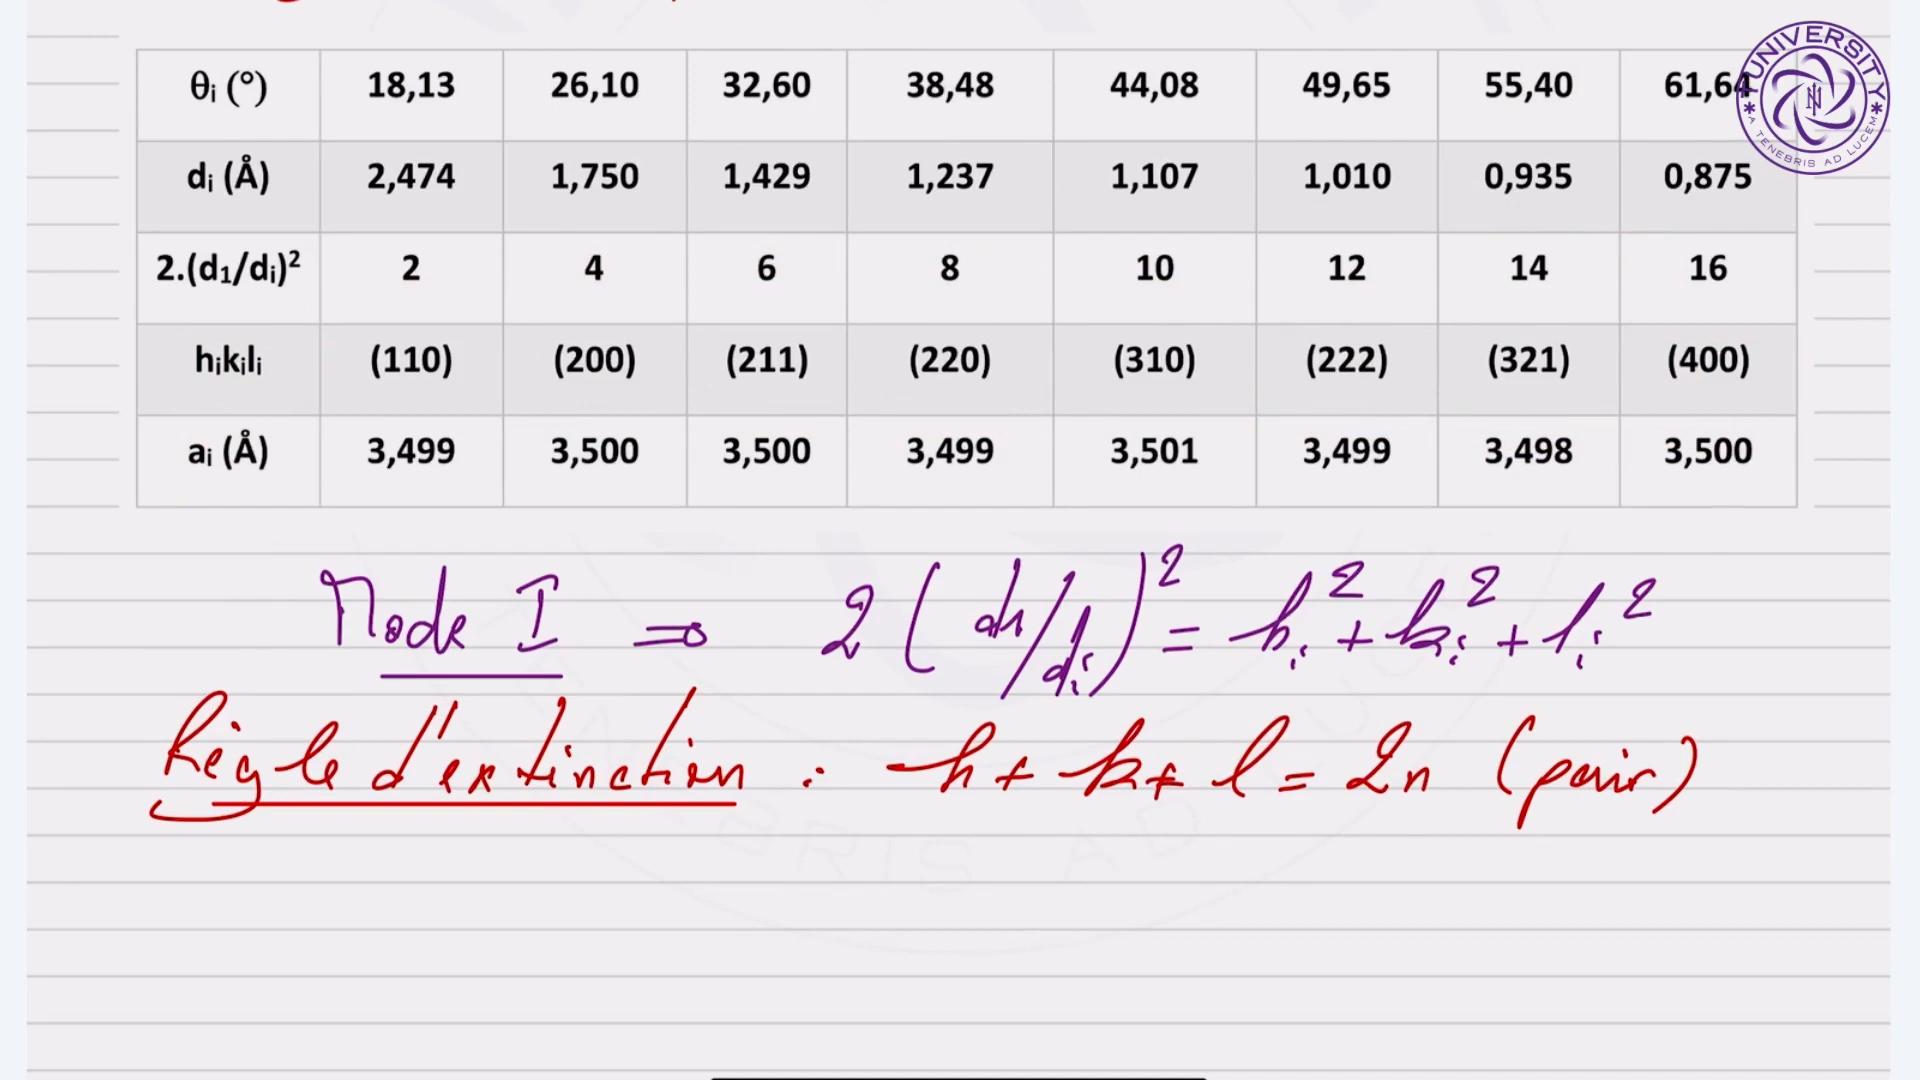 θi (°) 18,13 26,10 32,60 38,48 44,08 49,65 55,40 61,64
di (Å) 2,474 1,750 1,429 1,237 1,107 1,010 0,935 0,875
2.(d1/di)² 2 4 6 8 10 12 14 16
hikili (110) (200) (211) (220) (310) (222) (321) (400)
ai (Å) 3,499 3,500 3,500 3,499 3,501 3,499 3,498 3,500
Mode I ⇒ 2 (d1/di)² = hi² + ki² + li²
Règle d'extinction : h + k + l = 2n (pair)
UNIVERSITY
A TENEBRIS AD LUCEM